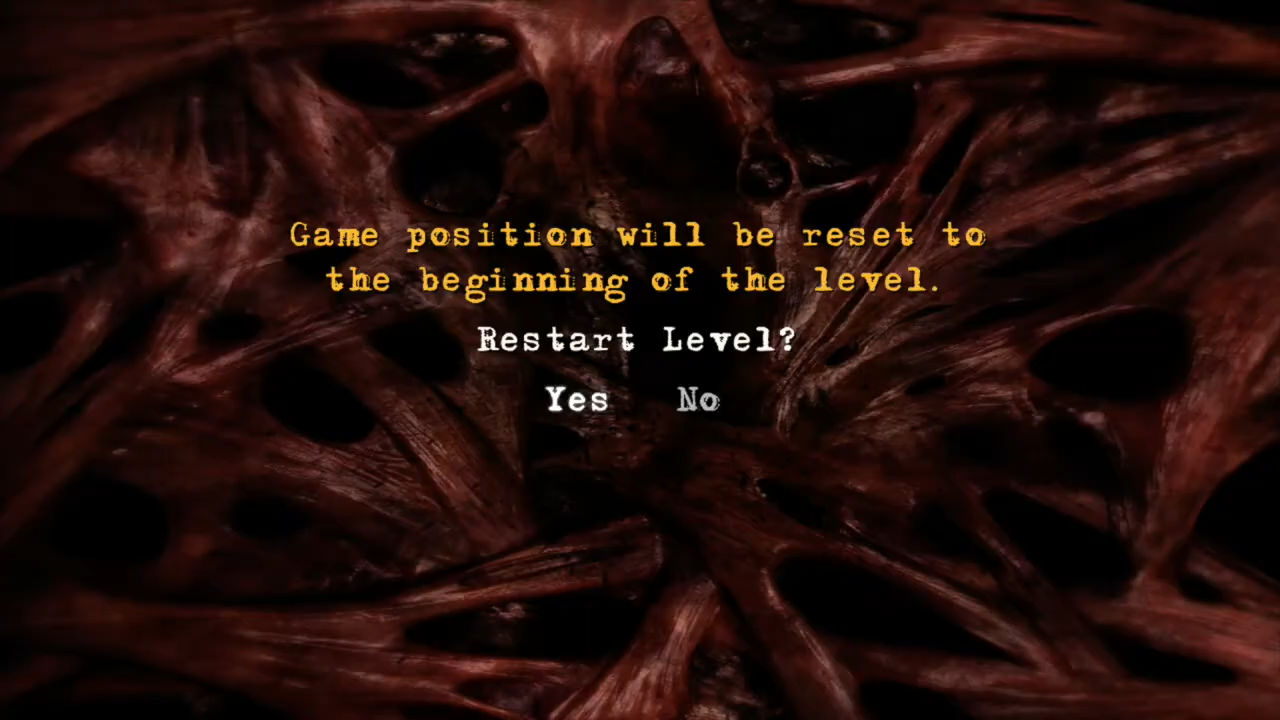 Game position will be reset to
the beginning of the level.
Restart Level?
Yes No